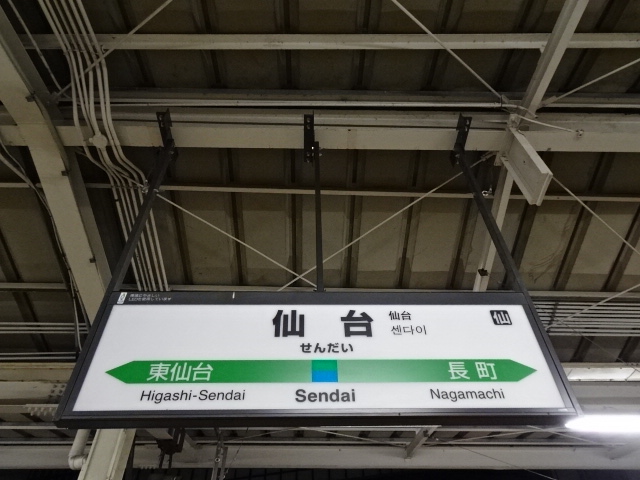 仙台
仙台
센다이
仙
せんだい
東仙台
長町
Higashi-Sendai
Sendai
Nagamachi